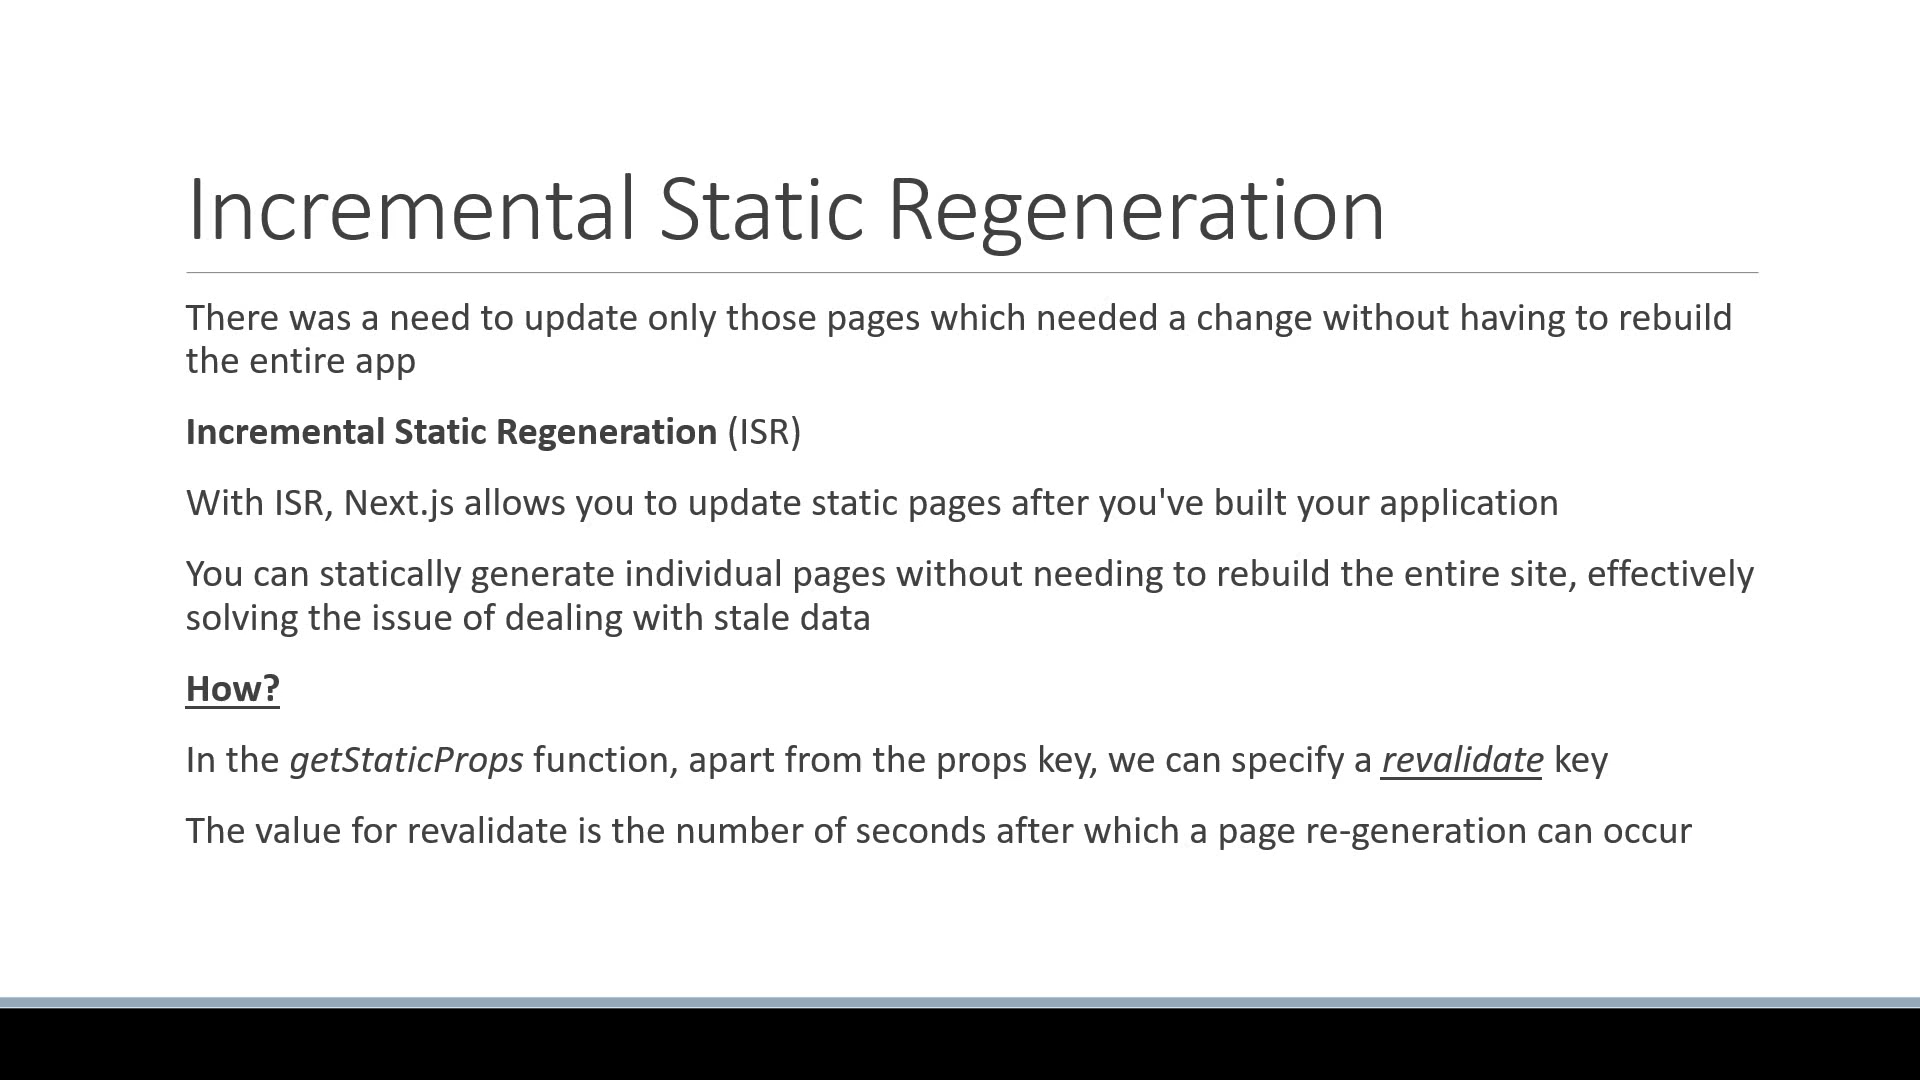 Incremental Static Regeneration
There was a need to update only those pages which needed a change without having to rebuild
the entire app
Incremental Static Regeneration (ISR)
With ISR, Next.js allows you to update static pages after you've built your application
You can statically generate individual pages without needing to rebuild the entire site, effectively
solving the issue of dealing with stale data
How?
In the getStaticProps function, apart from the props key, we can specify a revalidate key
The value for revalidate is the number of seconds after which a page re-generation can occur